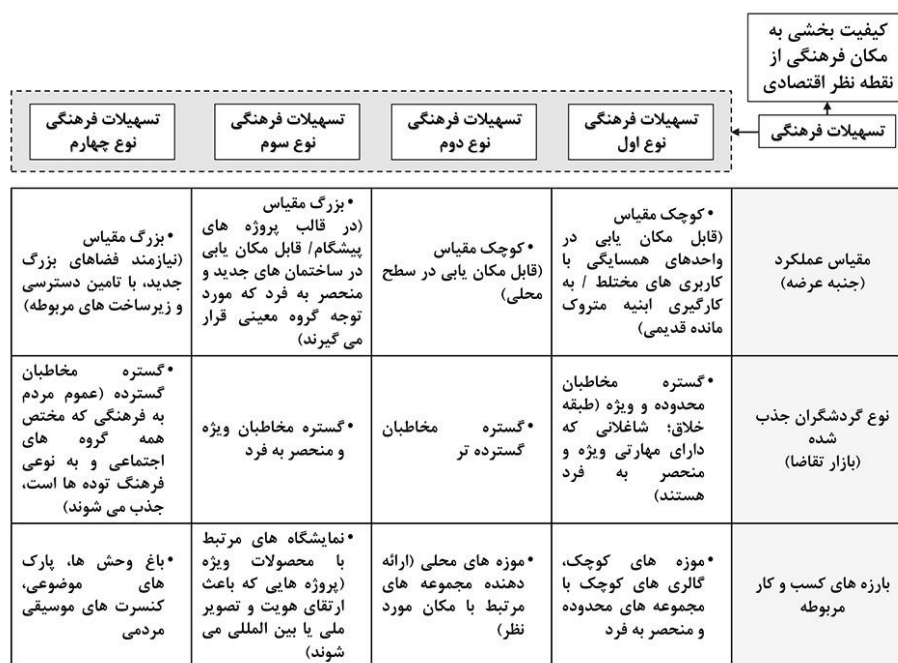 کیفیت بخشی به
مکان فرهنگی از
نقطه نظر اقتصادی
تسهیلات فرهنگی
تسهیلات فرهنگی
نوع اول
تسهیلات فرهنگی
نوع دوم
تسهیلات فرهنگی
نوع سوم
تسهیلات فرهنگی
نوع چهارم
مقیاس عملکرد
(جنبه عرضه)
•کوچک مقیاس
(قابل مکان یابی در
واحدهای همسایگی با
کاربری های مختلط / به
کارگیری ابنیه متروک
مانده قدیمی)
•کوچک مقیاس
(قابل مکان یابی در سطح
محلی)
•بزرگ مقیاس
(در قالب پروژه های
پیشگام/ قابل مکان یابی
در ساختمان های جدید و
منحصر به فرد که مورد
توجه گروه معینی قرار
می گیرند)
•بزرگ مقیاس
(نیازمند فضاهای بزرگ
جدید، با تامین دسترسی
و زیرساخت های مربوطه)
نوع گردشگران جذب
شده
(بازار تقاضا)
•گستره مخاطبان
محدوده و ویژه (طبقه
خلاق؛ شاغلانی که
دارای مهارتی ویژه و
منحصر به فرد
هستند)
•گستره مخاطبان
گسترده تر
•گستره مخاطبان ویژه
و منحصر به فرد
•گستره مخاطبان
گسترده (عموم مردم
به فرهنگی که مختص
همه گروه های
اجتماعی و به نوعی
فرهنگ توده ها است،
جذب می شوند)
بارزه های کسب و کار
مربوطه
•موزه های کوچک،
گالری های کوچک با
مجموعه های محدوده
و منحصر به فرد
•موزه های محلی (ارائه
دهنده مجموعه های
مرتبط با مکان مورد
نظر)
•نمایشگاه های مرتبط
با محصولات ویژه
(پروژه هایی که باعث
ارتقای هویت و تصویر
ملی یا بین المللی می
شوند)
•باغ وحش ها، پارک
های موضوعی،
کنسرت های موسیقی
مردمی